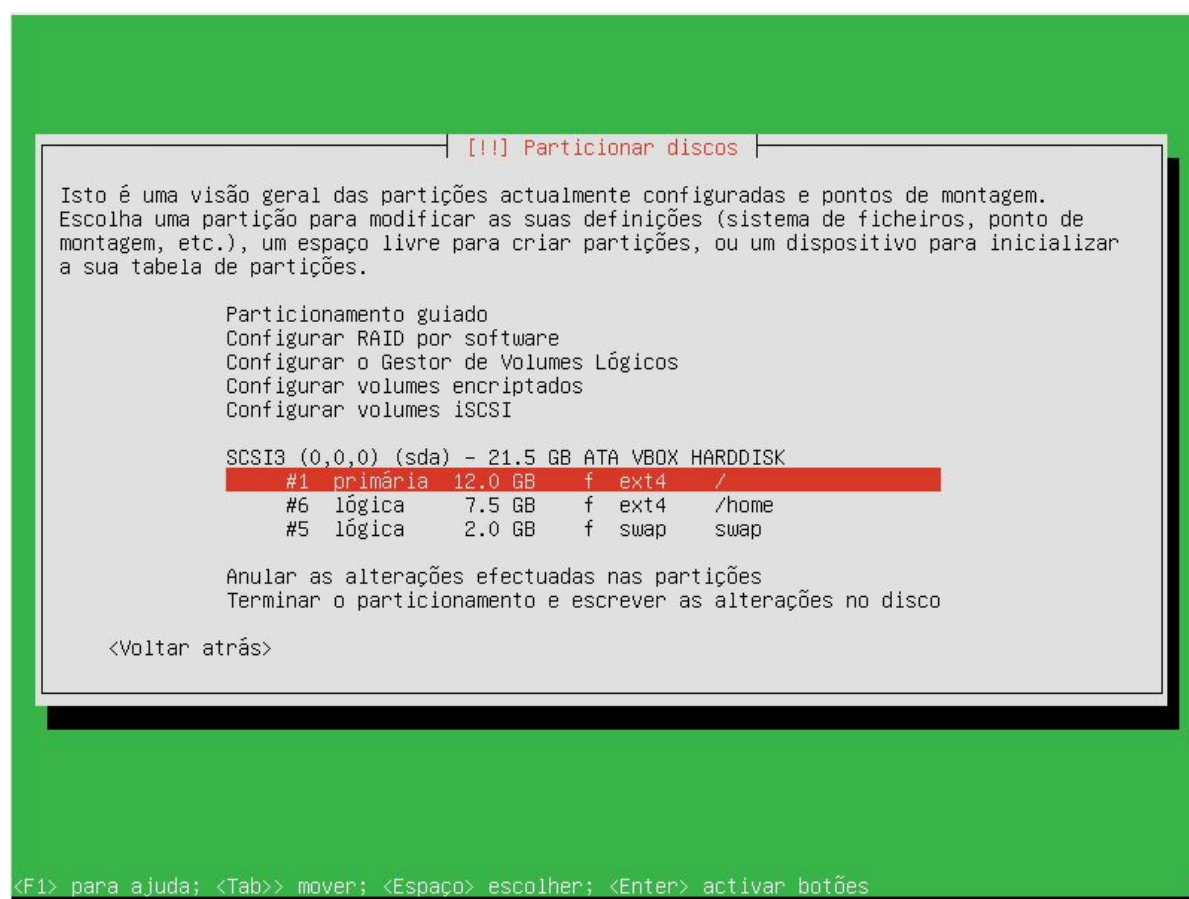 [!!] Particionar discos
Isto é uma visão geral das partições actualmente configuradas e pontos de montagem.
Escolha uma partição para modificar as suas definições (sistema de ficheiros, ponto de
montagem, etc.), um espaço livre para criar partições, ou um dispositivo para inicializar
a sua tabela de partições.
Particionamento guiado
Configurar RAID por software
Configurar o Gestor de Volumes Lógicos
Configurar volumes encriptados
Configurar volumes iSCSI
SCSI3 (0,0,0) (sda) - 21.5 GB ATA VBOX HARDDISK
#1 primária 12.0 GB f ext4 /
#6 lógica 7.5 GB f ext4 /home
#5 lógica 2.0 GB f swap swap
Anular as alterações efectuadas nas partições
Terminar o particionamento e escrever as alterações no disco
<Voltar atrás>
<F1> para ajuda; <Tab>> mover; <Espaço> escolher; <Enter> activar botões